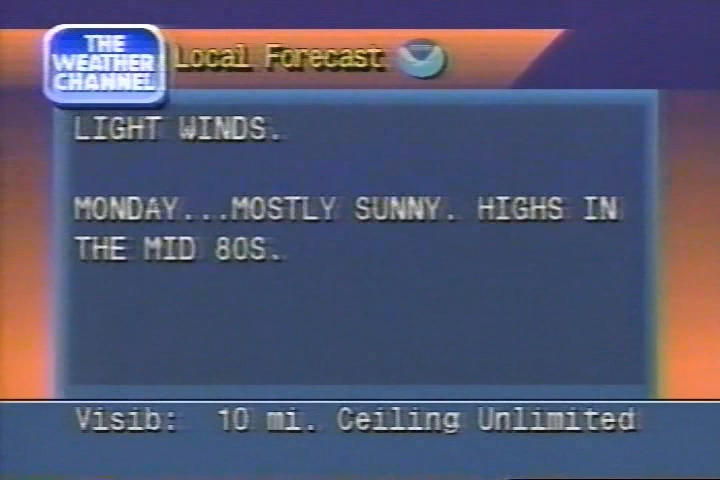 THE
WEATHER
CHANNEL
Local Forecast
LIGHT WINDS.
MONDAY...MOSTLY SUNNY. HIGHS IN
THE MID 80S.
Visib: 10 mi. Ceiling Unlimited